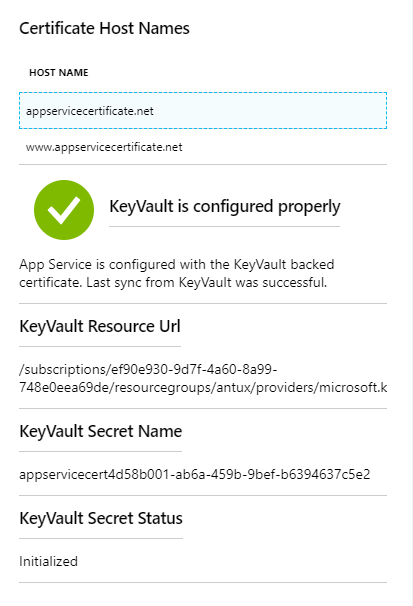 Certificate Host Names
HOST NAME
appservicecertificate.net
www.appservicecertificate.net
KeyVault is configured properly
App Service is configured with the KeyVault backed
certificate. Last sync from KeyVault was successful.
KeyVault Resource Url
/subscriptions/ef90e930-9d7f-4a60-8a99-
748e0eea69de/resourcegroups/antux/providers/microsoft.k
KeyVault Secret Name
appservicecert4d58b001-ab6a-459b-9bef-b6394637c5e2
KeyVault Secret Status
Initialized